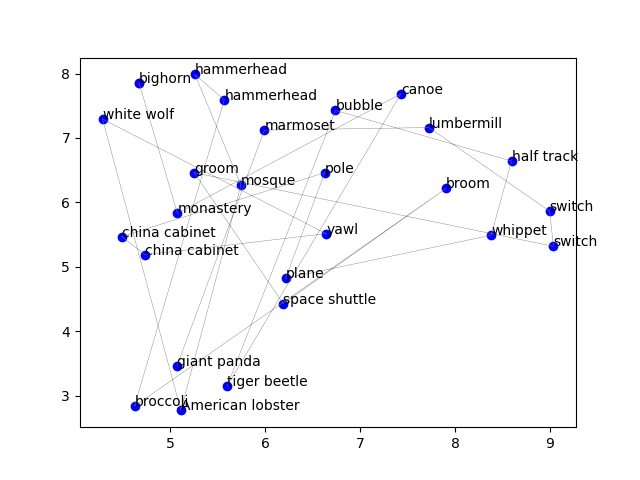 8
hammerhead
bighorn
canoe
hammerhead
bubble
white wolf
marmoset
lumbermill
7
half track
groom
pole
mosque
broom
6
monastery
switch
china cabinet
yawl
whippet
china cabinet
switch
5
plane
space shuttle
4
giant panda
tiger beetle
3
broccoli
American lobster
5 6 7 8 9